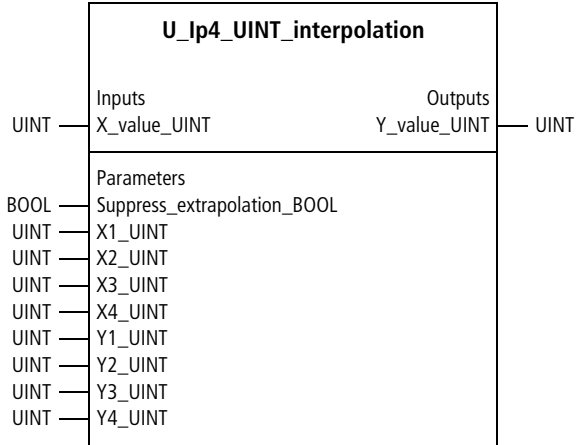 U_Ip4_UINT_interpolation
Inputs Outputs
UINT X_value_UINT Y_value_UINT UINT
Parameters
BOOL Suppress_extrapolation_BOOL
UINT X1_UINT
UINT X2_UINT
UINT X3_UINT
UINT X4_UINT
UINT Y1_UINT
UINT Y2_UINT
UINT Y3_UINT
UINT Y4_UINT